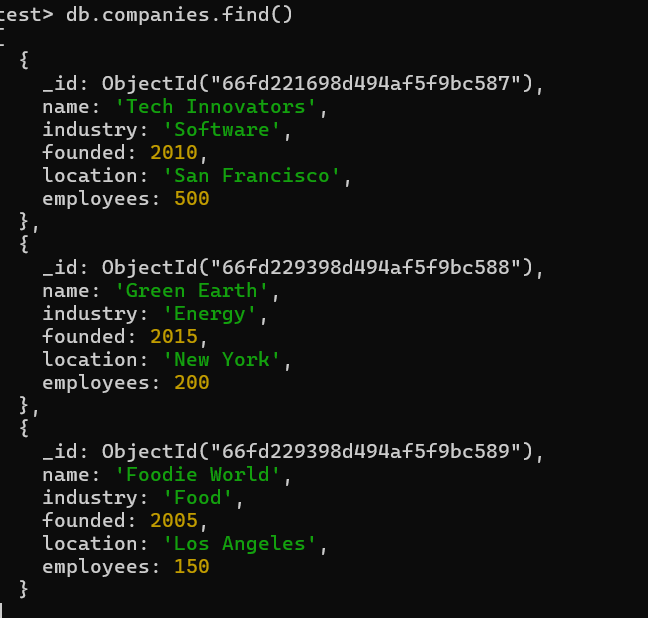 test> db.companies.find()
[
  {
    _id: ObjectId("66fd221698d494af5f9bc587"),
    name: 'Tech Innovators',
    industry: 'Software',
    founded: 2010,
    location: 'San Francisco',
    employees: 500
  },
  {
    _id: ObjectId("66fd229398d494af5f9bc588"),
    name: 'Green Earth',
    industry: 'Energy',
    founded: 2015,
    location: 'New York',
    employees: 200
  },
  {
    _id: ObjectId("66fd229398d494af5f9bc589"),
    name: 'Foodie World',
    industry: 'Food',
    founded: 2005,
    location: 'Los Angeles',
    employees: 150
  }
]